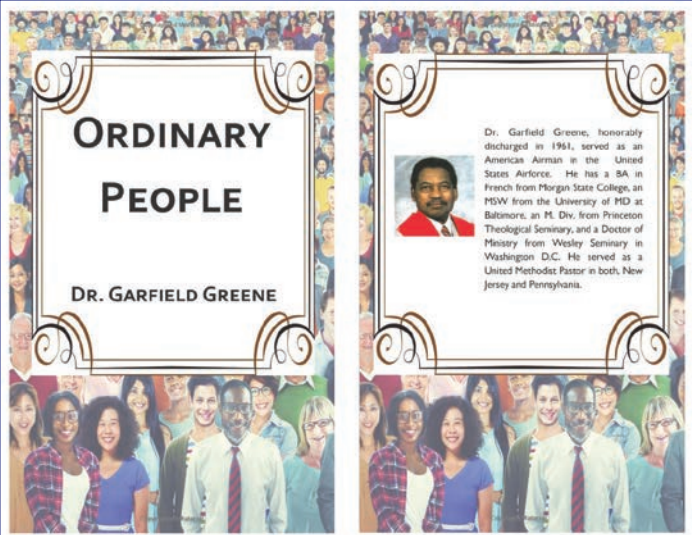 ORDINARY
PEOPLE
DR. GARFIELD GREENE
Dr. Garfield Greene, honorably
discharged in 1961, served as an
American Airman in the United
States Airforce. He has a BA in
French from Morgan State College, an
MSW from the University of MD at
Baltimore, an M. Div. from Princeton
Theological Seminary, and a Doctor of
Ministry from Wesley Seminary in
Washington D.C. He served as a
United Methodist Pastor in both, New
Jersey and Pennsylvania.